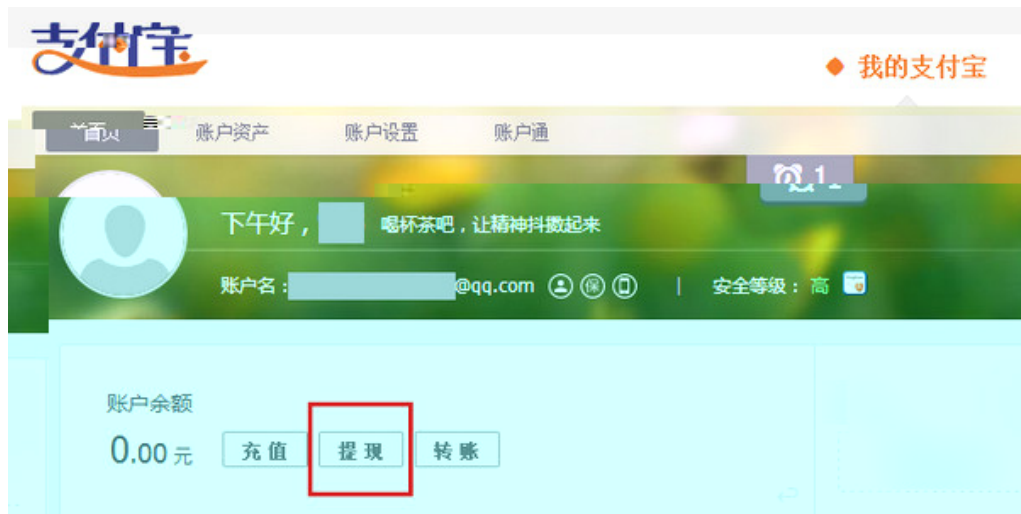 支付宝
我的支付宝
首页 账户资产 账户设置 账户通
1
下午好， 喝杯茶吧，让精神抖擞起来
账户名： @qq.com 保 | 安全等级：高
账户余额
0.00 元 充值 提现 转账